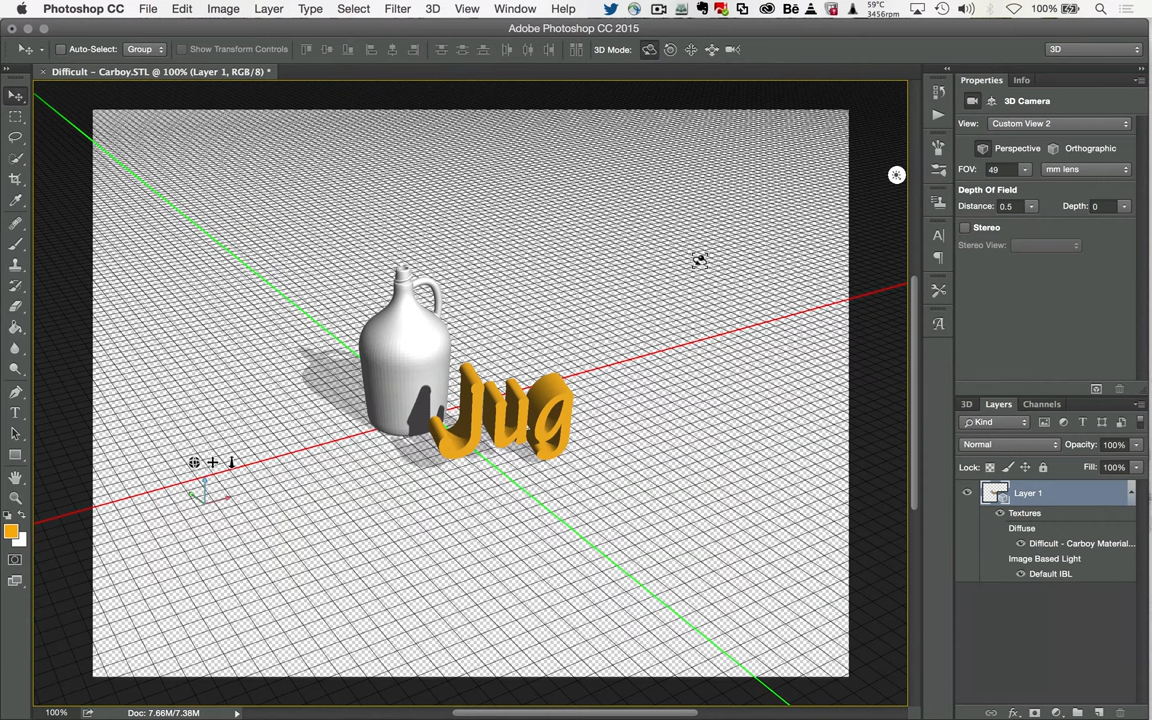 Photoshop CC File Edit Image Layer Type Select Filter 3D View Window Help 59°C 3456rpm 100%
Adobe Photoshop CC 2015
Auto-Select: Group Show Transform Controls 3D Mode: 3D
Difficult - Carboy.STL @ 100% (Layer 1, RGB/8) *
Properties Info
3D Camera
View: Custom View 2
Perspective Orthographic
FOV: 49 mm lens
Depth Of Field
Distance: 0.5 Depth: 0
Stereo
Stereo View:
Jug
3D Layers Channels
Kind
Normal Opacity: 100%
Lock: Fill: 100%
Layer 1
Textures
Diffuse
Difficult - Carboy Material...
Image Based Light
Default IBL
100% Doc: 7.66M/7.38M